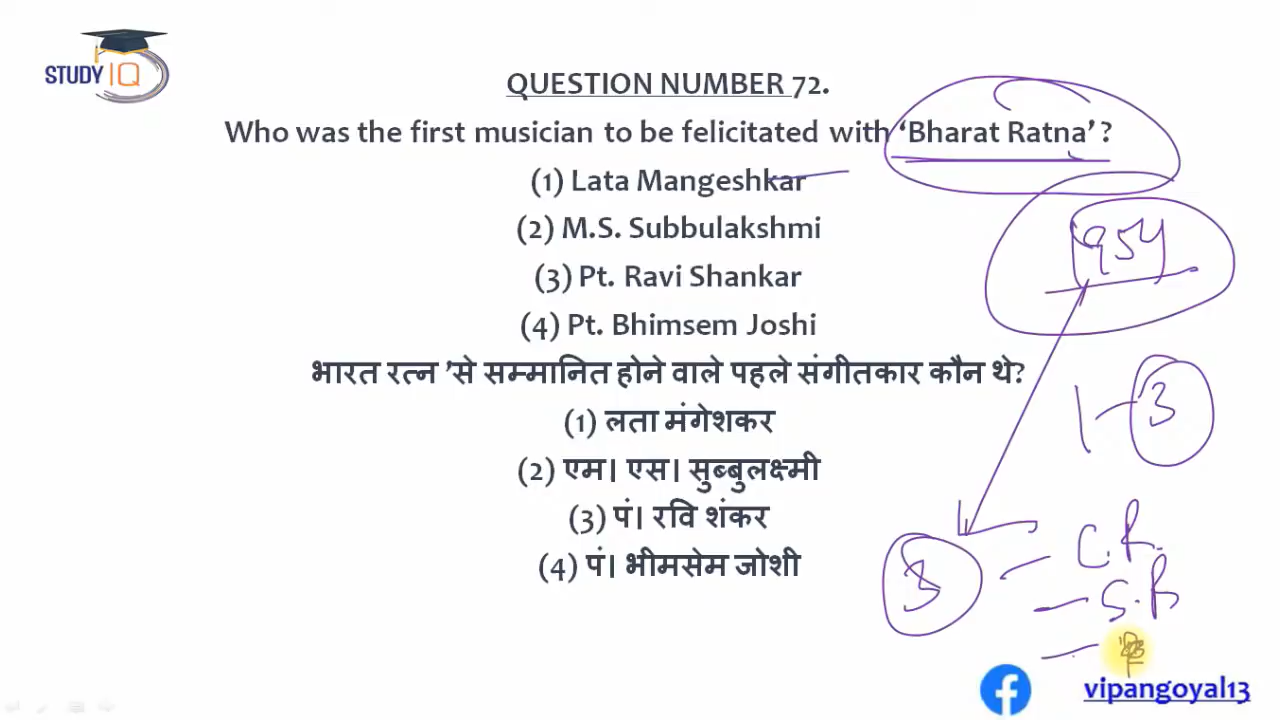 STUDY IQ
QUESTION NUMBER 72.
Who was the first musician to be felicitated with ‘Bharat Ratna’ ?
(1) Lata Mangeshkar
(2) M.S. Subbulakshmi
(3) Pt. Ravi Shankar
(4) Pt. Bhimsem Joshi
भारत रत्न ’से सम्मानित होने वाले पहले संगीतकार कौन थे?
(1) लता मंगेशकर
(2) एम। एस। सुब्बुलक्ष्मी
(3) पं। रवि शंकर
(4) पं। भीमसेम जोशी
1954
1-3
3
C.R.
S.R
vipangoyal13